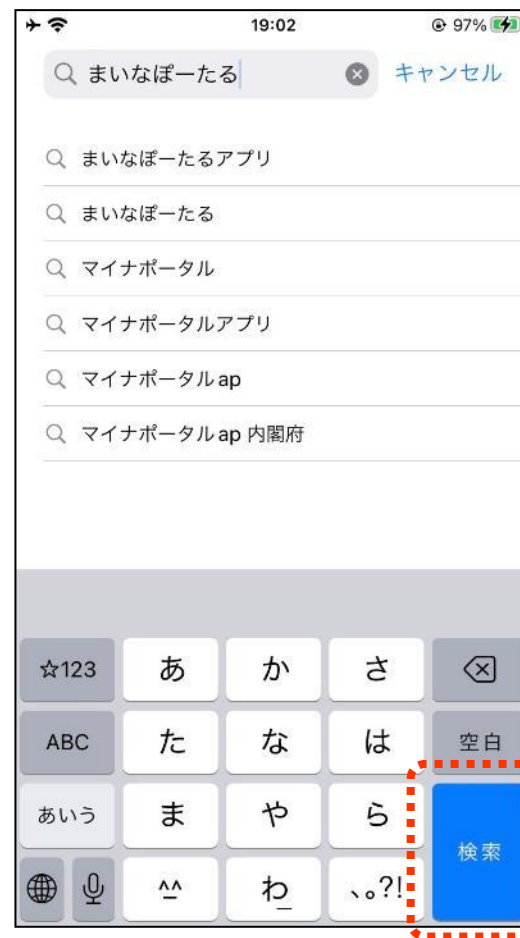 19:02 97%
まいなぽーたる キャンセル
まいなぽーたるアプリ
まいなぽーたる
マイナポータル
マイナポータルアプリ
マイナポータル ap
マイナポータル ap 内閣府
☆123 あ か さ
ABC た な は 空白
あいう ま や ら 検索
^^ わ 、。?!